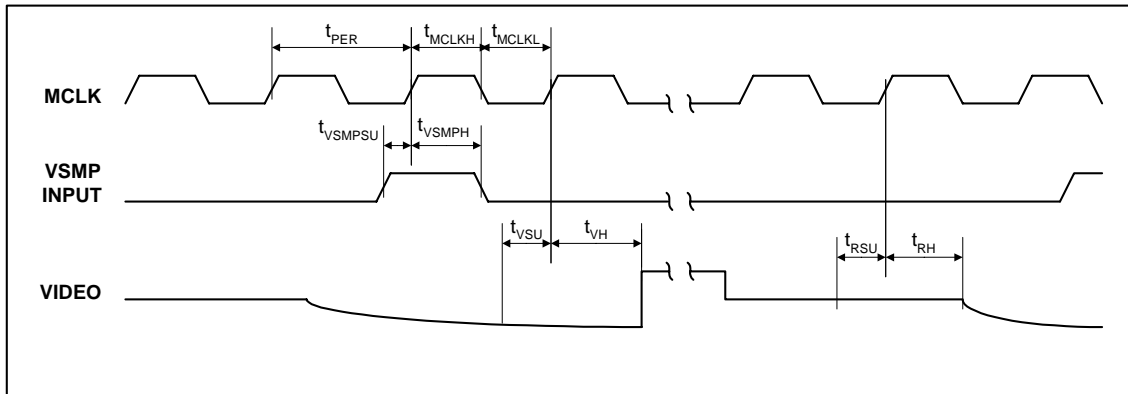 tPER tMCLKH tMCLKL
MCLK
tVSMPSU tVSMPH
VSMP
INPUT
tVSU tVH
tRSU tRH
VIDEO